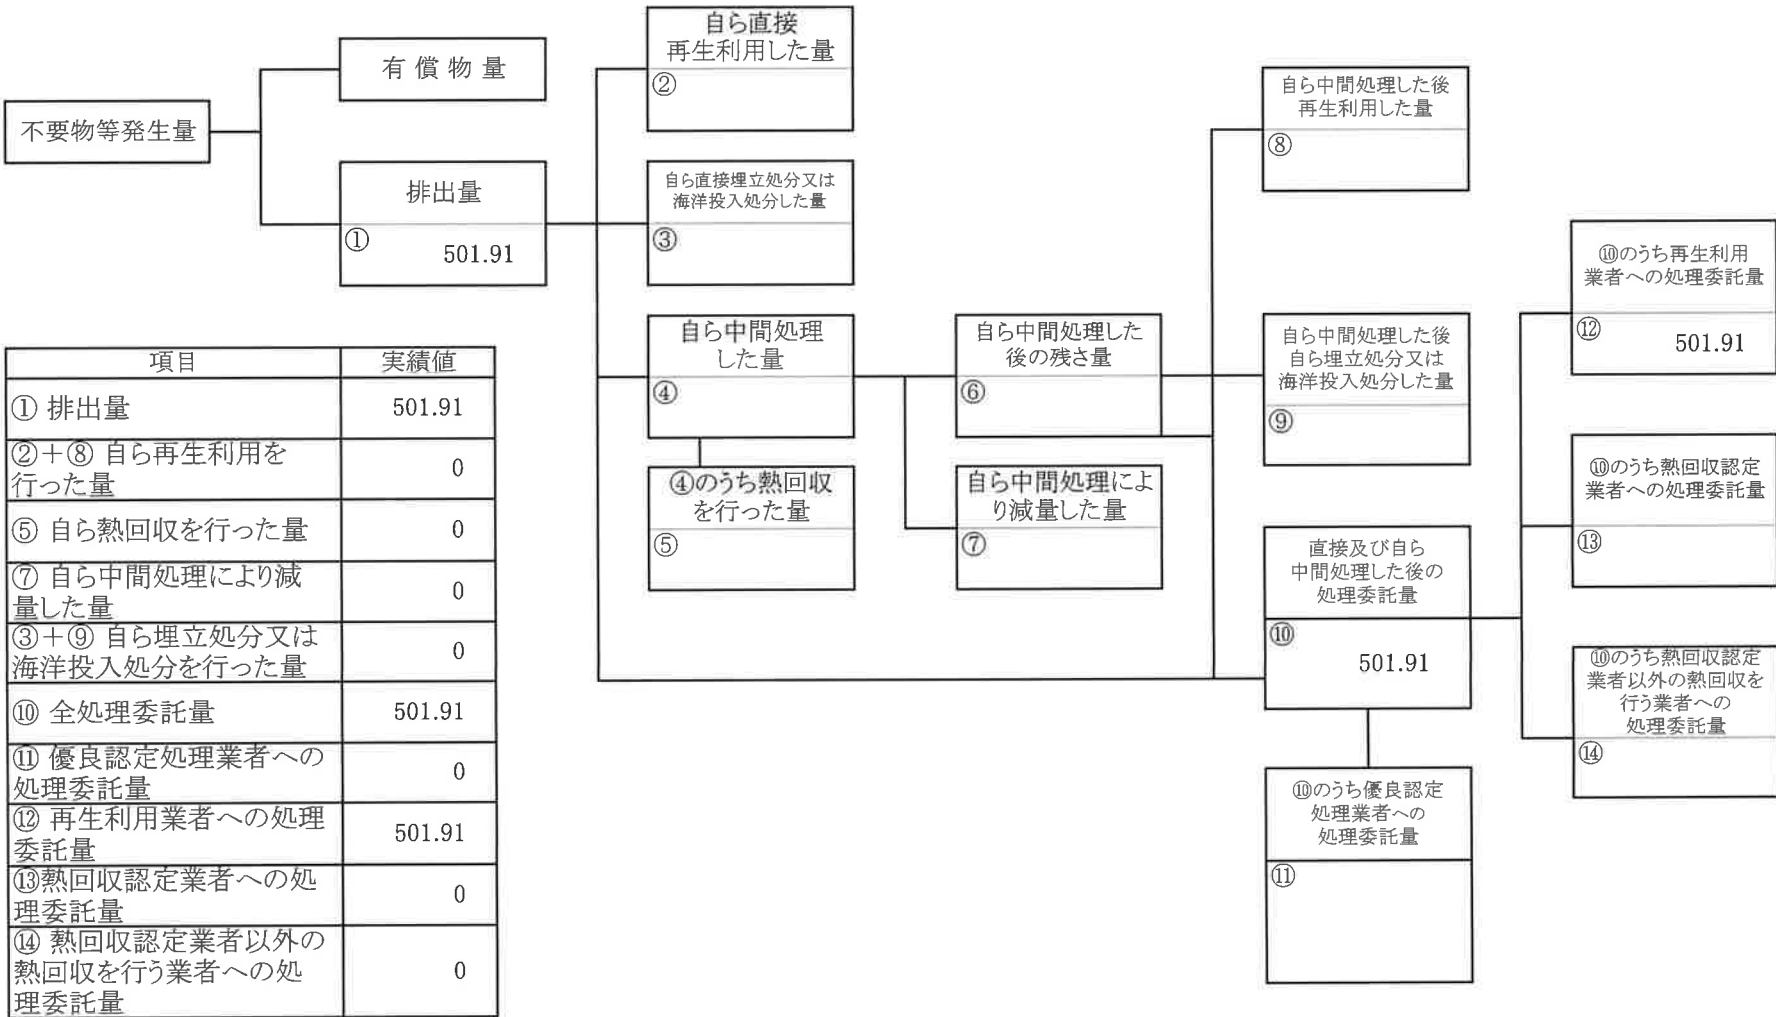 不要物等発生量
有償物量
排出量
①
501.91
自ら直接
再生利用した量
②
自ら直接埋立処分又は
海洋投入処分した量
③
自ら中間処理
した量
④
④のうち熱回収
を行った量
⑤
自ら中間処理した
後の残さ量
⑥
自ら中間処理によ
り減量した量
⑦
自ら中間処理した後
再生利用した量
⑧
自ら中間処理した後
自ら埋立処分又は
海洋投入処分した量
⑨
直接及び自ら
中間処理した後の
処理委託量
⑩
501.91
⑩のうち優良認定
処理業者への
処理委託量
⑪
⑩のうち再生利用
業者への処理委託量
⑫
501.91
⑩のうち熱回収認定
業者への処理委託量
⑬
⑩のうち熱回収認定
業者以外の熱回収を
行う業者への
処理委託量
⑭
項目 実績値
① 排出量 501.91
②+⑧ 自ら再生利用を
行った量 0
⑤ 自ら熱回収を行った量 0
⑦ 自ら中間処理により減
量した量 0
③+⑨ 自ら埋立処分又は
海洋投入処分を行った量 0
⑩ 全処理委託量 501.91
⑪ 優良認定処理業者への
処理委託量 0
⑫ 再生利用業者への処理
委託量 501.91
⑬熱回収認定業者への処
理委託量 0
⑭ 熱回収認定業者以外の
熱回収を行う業者への処
理委託量 0